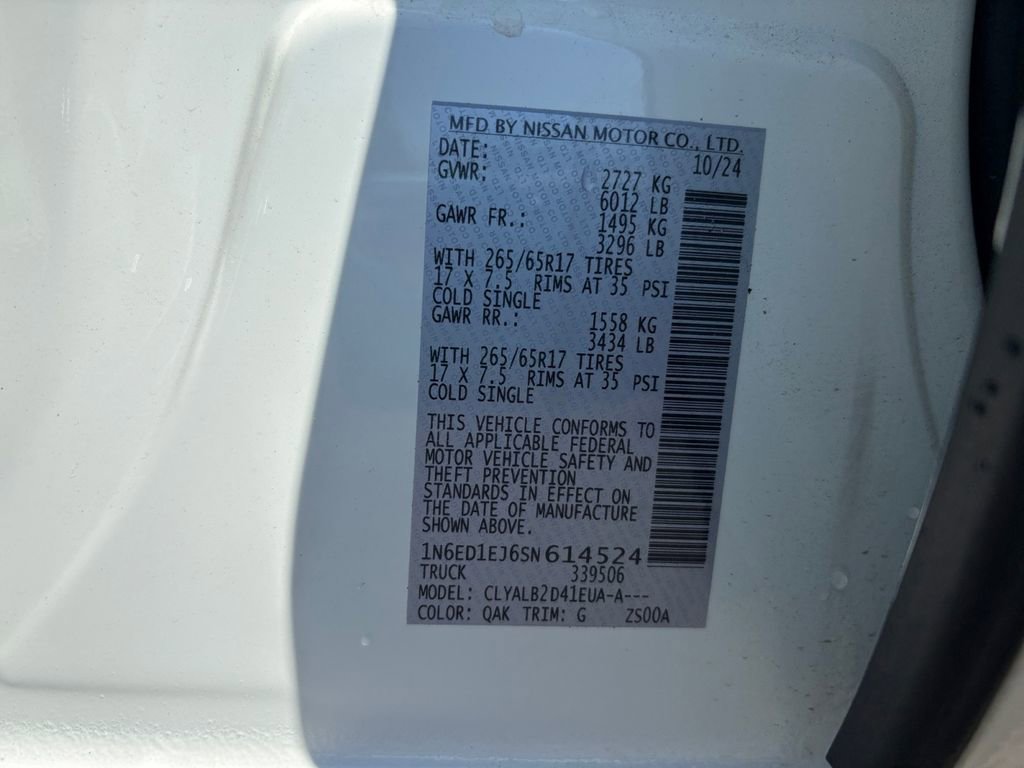 MFD BY NISSAN MOTOR CO., LTD.
DATE: 10/24
GVWR: 2727 KG
6012 LB
GAWR FR.: 1495 KG
3296 LB
WITH 265/65R17 TIRES
17 X 7.5 RIMS AT 35 PSI
COLD SINGLE
GAWR RR.: 1558 KG
3434 LB
WITH 265/65R17 TIRES
17 X 7.5 RIMS AT 35 PSI
COLD SINGLE
THIS VEHICLE CONFORMS TO
ALL APPLICABLE FEDERAL
MOTOR VEHICLE SAFETY AND
THEFT PREVENTION
STANDARDS IN EFFECT ON
THE DATE OF MANUFACTURE
SHOWN ABOVE.
1N6ED1EJ6SN614524
TRUCK 339506
MODEL: CLYALB2D41EUA-A---
COLOR: QAK TRIM: G ZS00A